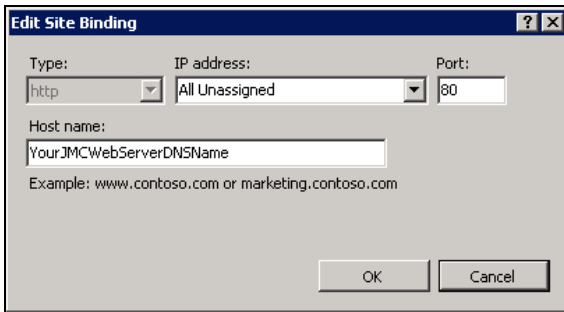 Edit Site Binding
Type: IP address: Port:
http All Unassigned 80
Host name:
YourJMCWebServerDNSName
Example: www.contoso.com or marketing.contoso.com
OK Cancel